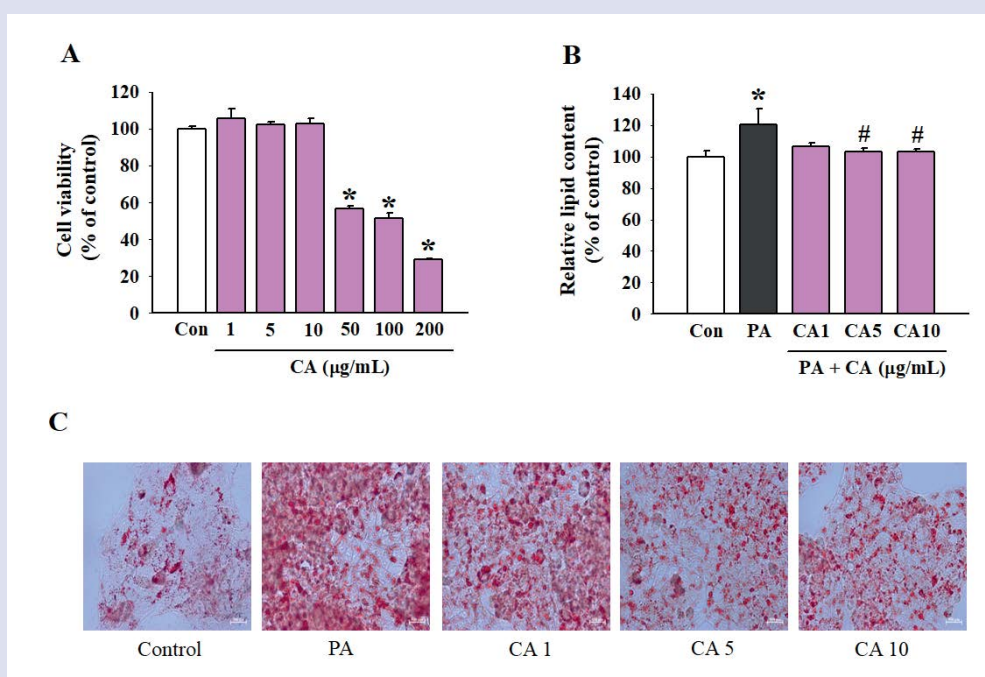 A
Cell viability
(% of control)
120
100
80
60
40
20
0
* * *
Con 1 5 10 50 100 200
CA (µg/mL)
B
Relative lipid content
(% of control)
140
120
100
80
60
40
20
0
* # #
Con PA CA1 CA5 CA10
PA + CA (µg/mL)
C
Control PA CA 1 CA 5 CA 10